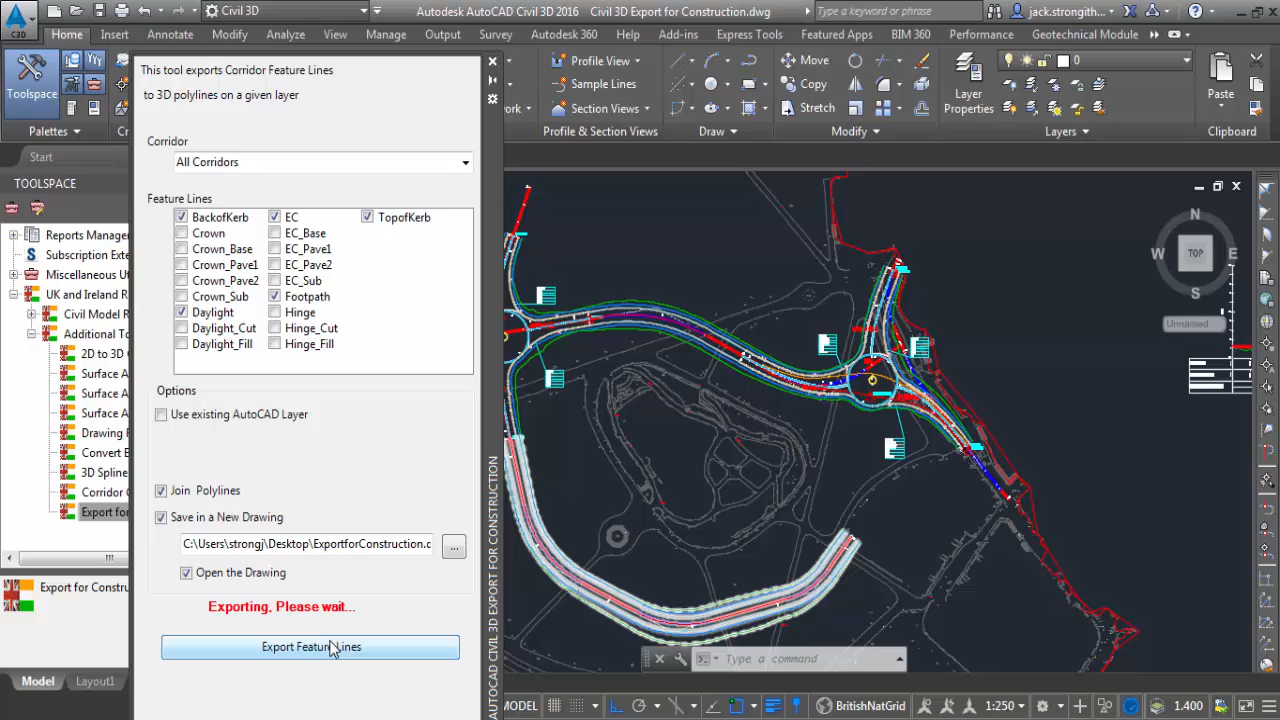 C3D
Civil 3D
Autodesk AutoCAD Civil 3D 2016 Civil 3D Export for Construction.dwg
Type a keyword or phrase
jack.strongith...
Home Insert Annotate Modify Analyze View Manage Output Survey Autodesk 360 Help Add-ins Express Tools Featured Apps BIM 360 Performance Geotechnical Module
Toolspace
Palettes
Profile View
Sample Lines
Section Views
Profile & Section Views
Draw
Move
Copy
Stretch
Modify
Layer
Properties
0
Layers
Paste
Clipboard
Start
TOOLSPACE
Reports Manage
Subscription Exte
Miscellaneous Ut
UK and Ireland R
Civil Model R
Additional To
2D to 3D
Surface A
Surface A
Surface A
Drawing
Convert E
3D Spline
Corridor
Export for
Export for Constr
This tool exports Corridor Feature Lines
to 3D polylines on a given layer
Corridor
All Corridors
Feature Lines
BackofKerb EC TopofKerb
Crown EC_Base
Crown_Base EC_Pave1
Crown_Pave1 EC_Pave2
Crown_Pave2 EC_Sub
Crown_Sub Footpath
Daylight Hinge
Daylight_Cut Hinge_Cut
Daylight_Fill Hinge_Fill
Options
Use existing AutoCAD Layer
Join Polylines
Save in a New Drawing
C:\Users\strongj\Desktop\ExportforConstruction.c
...
Open the Drawing
Exporting, Please wait...
Export Feature Lines
AUTOCAD CIVIL 3D EXPORT FOR CONSTRUCTION
N
W TOP E
S
Unnamed
Type a command
Model Layout1
MODEL
BritishNatGrid
1:250
1.400